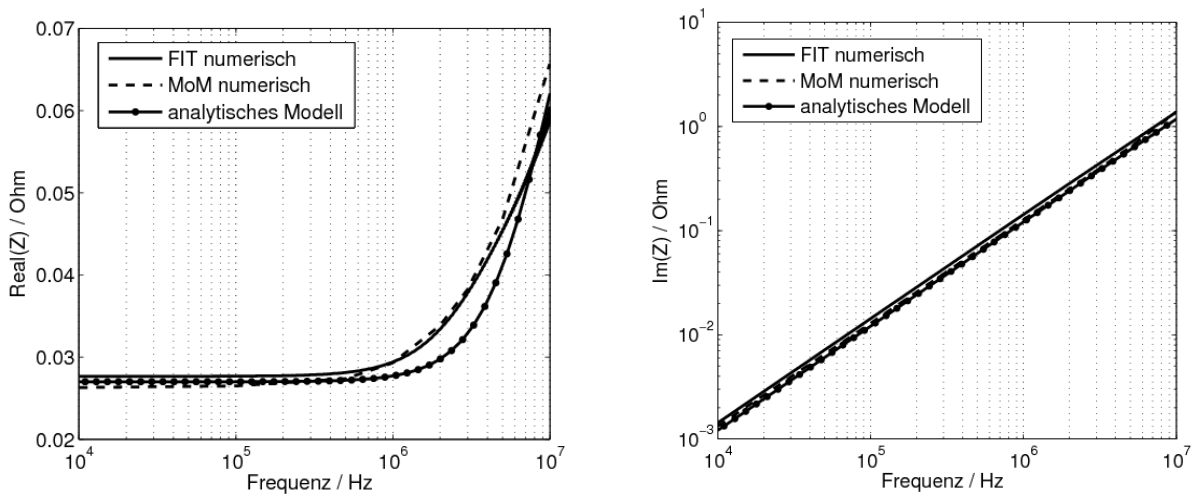 0.07
0.06
0.05
0.04
0.03
0.02
Real(Z) / Ohm
FIT numerisch
MoM numerisch
analytisches Modell
10^4
10^5
10^6
10^7
Frequenz / Hz
10^1
10^0
10^-1
10^-2
10^-3
Im(Z) / Ohm
FIT numerisch
MoM numerisch
analytisches Modell
10^4
10^5
10^6
10^7
Frequenz / Hz